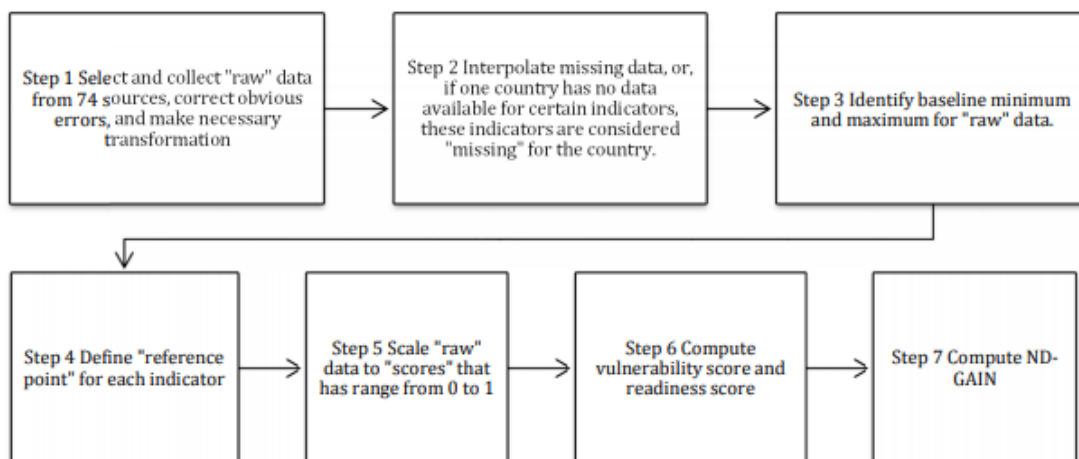 Step 1 Select and collect "raw" data
from 74 sources, correct obvious
errors, and make necessary
transformation
Step 2 Interpolate missing data, or,
if one country has no data
available for certain indicators,
these indicators are considered
"missing" for the country.
Step 3 Identify baseline minimum
and maximum for "raw" data.
Step 4 Define "reference
point" for each indicator
Step 5 Scale "raw"
data to "scores" that
has range from 0 to 1
Step 6 Compute
vulnerability score and
readiness score
Step 7 Compute ND-
GAIN